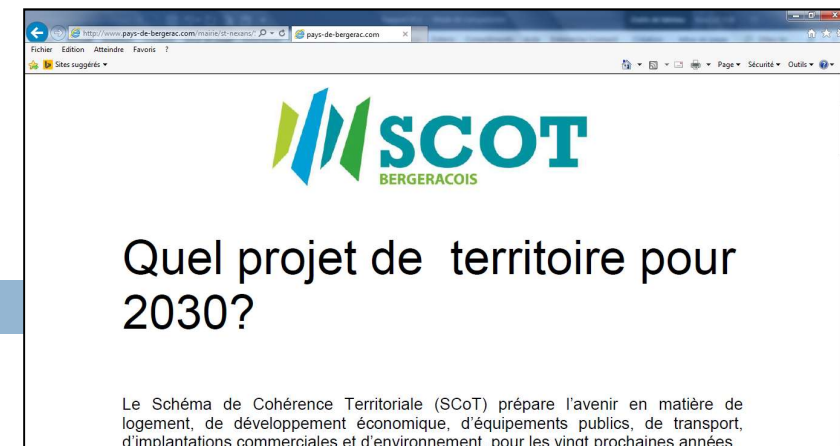 http://www.pays-de-bergerac.com/mairie/st-nexans/
pays-de-bergerac.com
Fichier Edition Atteindre Favoris ?
Sites suggérés
Page Sécurité Outils
SCOT
BERGERACOIS
Quel projet de territoire pour
2030?
Le Schéma de Cohérence Territoriale (SCoT) prépare l'avenir en matière de
logement, de développement économique, d'équipements publics, de transport,
d'implantations commerciales et d'environnement, pour les vingt prochaines années